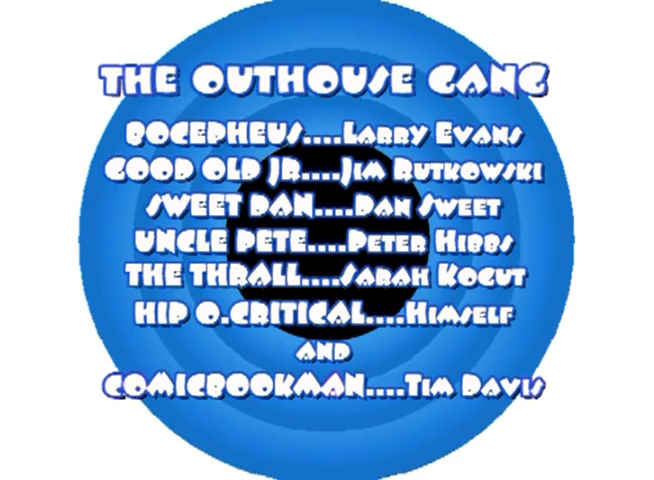 THE OUTHOUSE GANG
BOCEPHEUS....LARRY EVANS
GOOD OLD JR....JIM RUTKOWSKI
SWEET DAN....DAN SWEET
UNCLE PETE....PETER HIBBS
THE THRALL....SARAH KOGUT
HIP O.CRITICAL....HIMSELF
AND
COMICBOOKMAN....TIM DAVIS